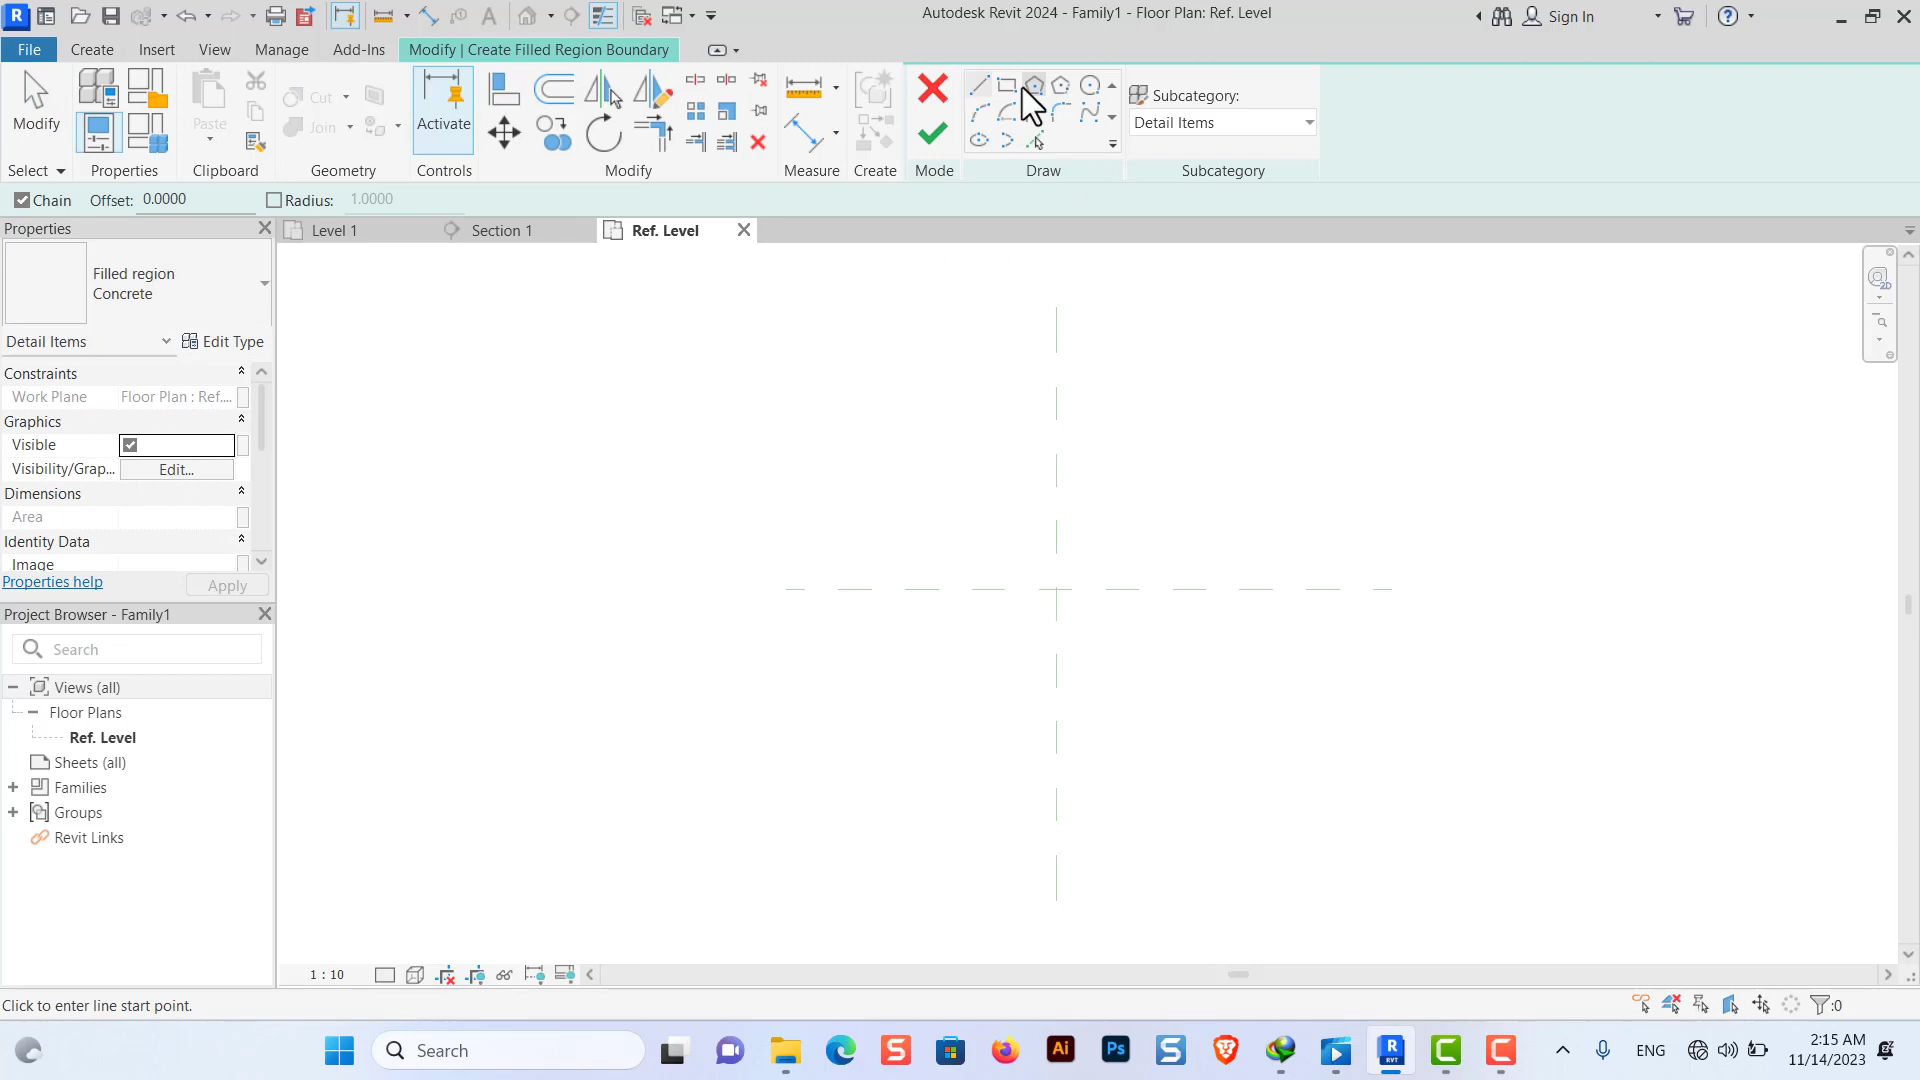 Autodesk Revit 2024 - Family1 - Floor Plan: Ref. Level
Sign In
File
Create
Insert
View
Manage
Add-Ins
Modify | Create Filled Region Boundary
Modify
Paste
Cut
Join
Activate
Subcategory:
Detail Items
Select
Properties
Clipboard
Geometry
Controls
Modify
Measure
Create
Mode
Draw
Subcategory
Chain
Offset: 0.0000
Radius: 1.0000
Properties
Level 1
Section 1
Ref. Level
Filled region
Concrete
Detail Items
Edit Type
Constraints
Work Plane
Floor Plan : Ref....
Graphics
Visible
Visibility/Grap...
Edit...
Dimensions
Area
Identity Data
Image
Properties help
Apply
Project Browser - Family1
Search
Views (all)
Floor Plans
Ref. Level
Sheets (all)
Families
Groups
Revit Links
1 : 10
Click to enter line start point.
:0
Search
ENG
2:15 AM
11/14/2023